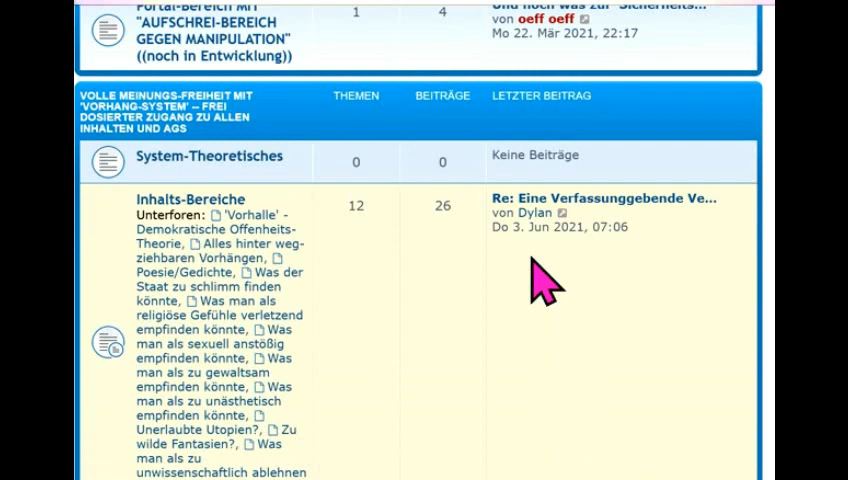 Portal-Bereich MIT
"AUFSCHREI-BEREICH
GEGEN MANIPULATION"
((noch in Entwicklung))
1
4
Und noch was zur "Sicherheits...
von oeff oeff
Mo 22. Mär 2021, 22:17
VOLLE MEINUNGS-FREIHEIT MIT
'VORHANG-SYSTEM' -- FREI
DOSIERTER ZUGANG ZU ALLEN
INHALTEN UND AGS
THEMEN
BEITRÄGE
LETZTER BEITRAG
System-Theoretisches
0
0
Keine Beiträge
Inhalts-Bereiche
Unterforen: 'Vorhalle' -
Demokratische Offenheits-
Theorie, Alles hinter weg-
ziehbaren Vorhängen,
Poesie/Gedichte, Was der
Staat zu schlimm finden
könnte, Was man als
religiöse Gefühle verletzend
empfinden könnte, Was
man als sexuell anstößig
empfinden könnte, Was
man als zu gewaltsam
empfinden könnte, Was
man als zu unästhetisch
empfinden könnte,
Unerlaubte Utopien?, Zu
wilde Fantasien?, Was
man als zu
unwissenschaftlich ablehnen
12
26
Re: Eine Verfassunggebende Ve...
von Dylan
Do 3. Jun 2021, 07:06